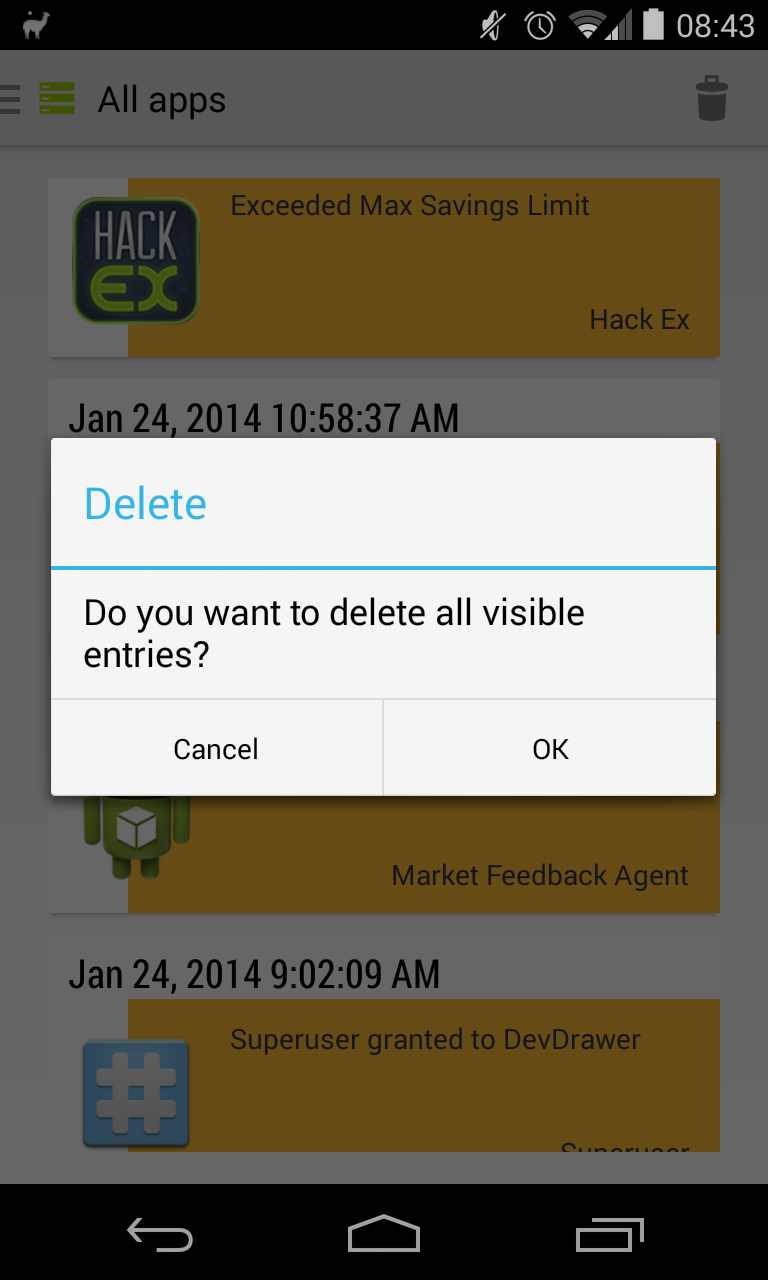 08:43
All apps
Exceeded Max Savings Limit
HACK
EX
Hack Ex
Jan 24, 2014 10:58:37 AM
Delete
Do you want to delete all visible
entries?
Cancel
OK
Market Feedback Agent
Jan 24, 2014 9:02:09 AM
Superuser granted to DevDrawer
#
Superuser